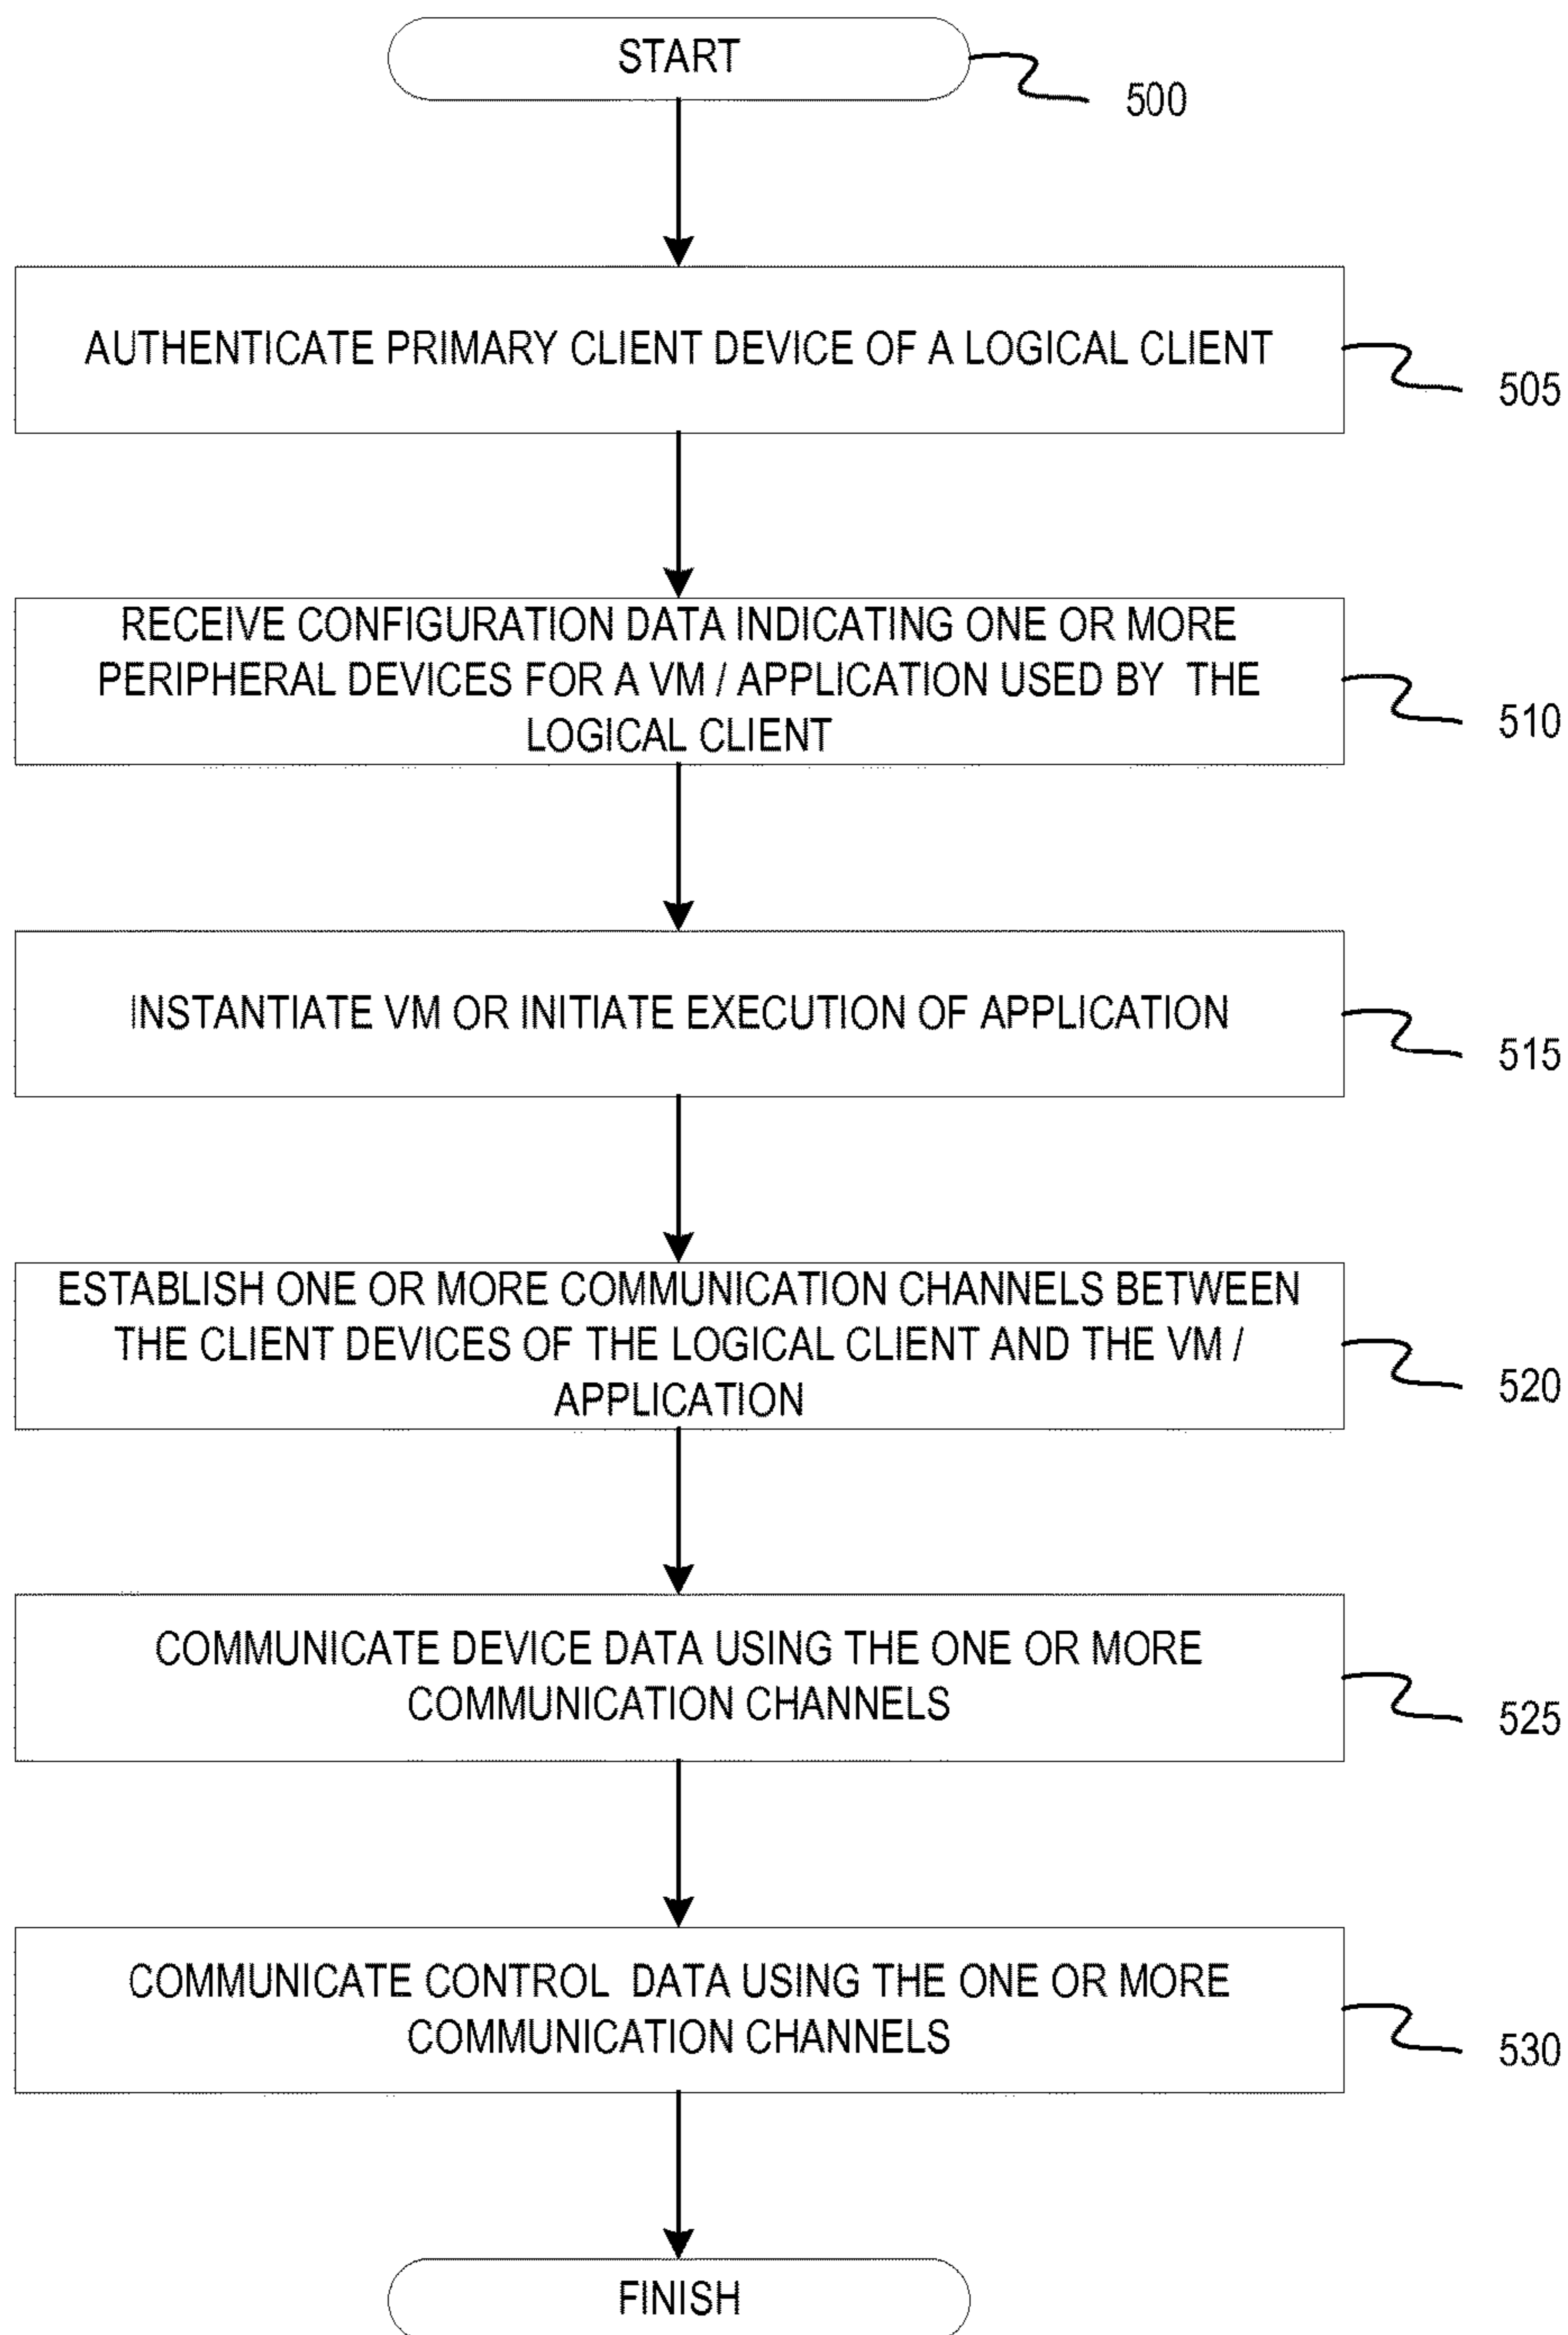 START
500
AUTHENTICATE PRIMARY CLIENT DEVICE OF A LOGICAL CLIENT
505
RECEIVE CONFIGURATION DATA INDICATING ONE OR MORE
PERIPHERAL DEVICES FOR A VM / APPLICATION USED BY THE
LOGICAL CLIENT
510
INSTANTIATE VM OR INITIATE EXECUTION OF APPLICATION
515
ESTABLISH ONE OR MORE COMMUNICATION CHANNELS BETWEEN
THE CLIENT DEVICES OF THE LOGICAL CLIENT AND THE VM /
APPLICATION
520
COMMUNICATE DEVICE DATA USING THE ONE OR MORE
COMMUNICATION CHANNELS
525
COMMUNICATE CONTROL DATA USING THE ONE OR MORE
COMMUNICATION CHANNELS
530
FINISH